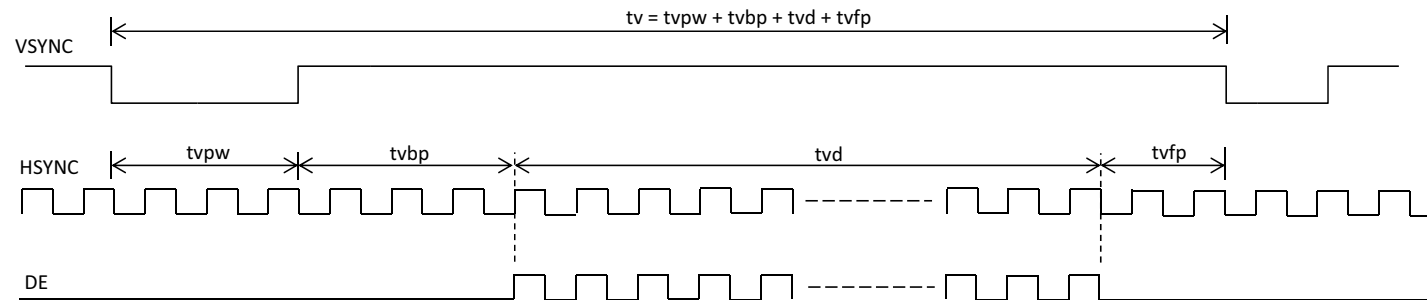 tv = tvpw + tvbp + tvd + tvfp
VSYNC
tvpw
tvbp
tvd
tvfp
HSYNC
DE